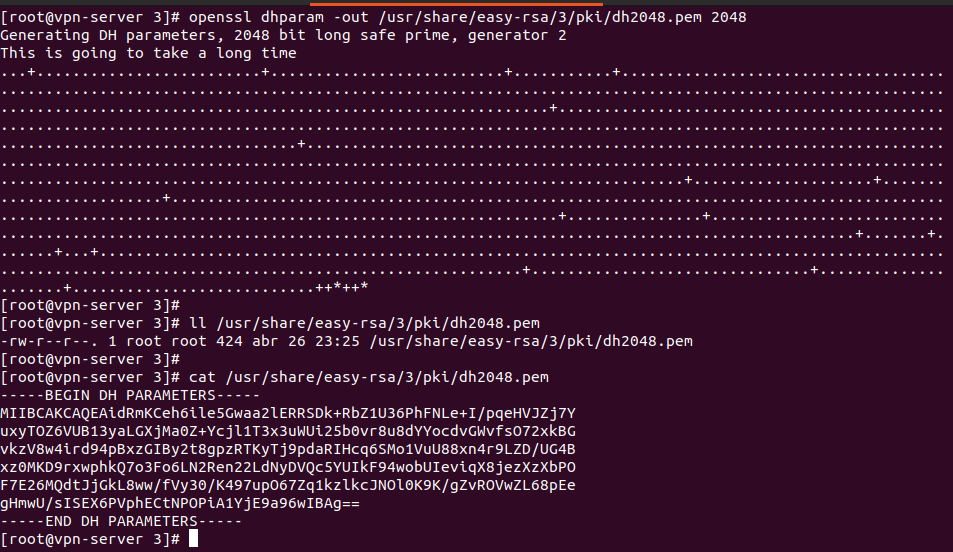 [root@vpn-server 3]# openssl dhparam -out /usr/share/easy-rsa/3/pki/dh2048.pem 2048
Generating DH parameters, 2048 bit long safe prime, generator 2
This is going to take a long time
...+.........................+..........................+...........+....................................
.........................................................................................................
.............................................................+...........................................
.........................................................................................................
.................................+.......................................................................
.........................................................................................................
............................................................................+....................+.......
..................+......................................................................................
..............................................................+...............+..........................
...............................................................................................+.......+.
......+...+..............................................................................................
..........................................................+...............................+..............
.......+...........................++*++*
[root@vpn-server 3]#
[root@vpn-server 3]# ll /usr/share/easy-rsa/3/pki/dh2048.pem
-rw-r--r--. 1 root root 424 abr 26 23:25 /usr/share/easy-rsa/3/pki/dh2048.pem
[root@vpn-server 3]#
[root@vpn-server 3]# cat /usr/share/easy-rsa/3/pki/dh2048.pem
-----BEGIN DH PARAMETERS-----
MIIBCAKCAQEAidRmKCeh6ile5Gwaa2lERRSDk+RbZ1U36PhFNLe+I/pqeHVJZj7Y
uxyTOZ6VUB13yaLGXjMa0Z+Ycjl1T3x3uWUi25b0vr8u8dYYocdvGWvfsO72xkBG
vkzV8w4ird94pBxzGIBy2t8gpzRTKyTj9pdaRIHcq6SMo1VuU88xn4r9LZD/UG4B
xz0MKD9rxwphkQ7o3Fo6LN2Ren22LdNyDVQc5YUIkF94wobUIeviqX8jezXzXbPO
F7E26MQdtJjGkL8ww/fVy30/K497upO67Zq1kzlkcJNOl0K9K/gZvROVwZL68pEe
gHmwU/sISEX6PVphECtNPOPiA1YjE9a96wIBAg==
-----END DH PARAMETERS-----
[root@vpn-server 3]#